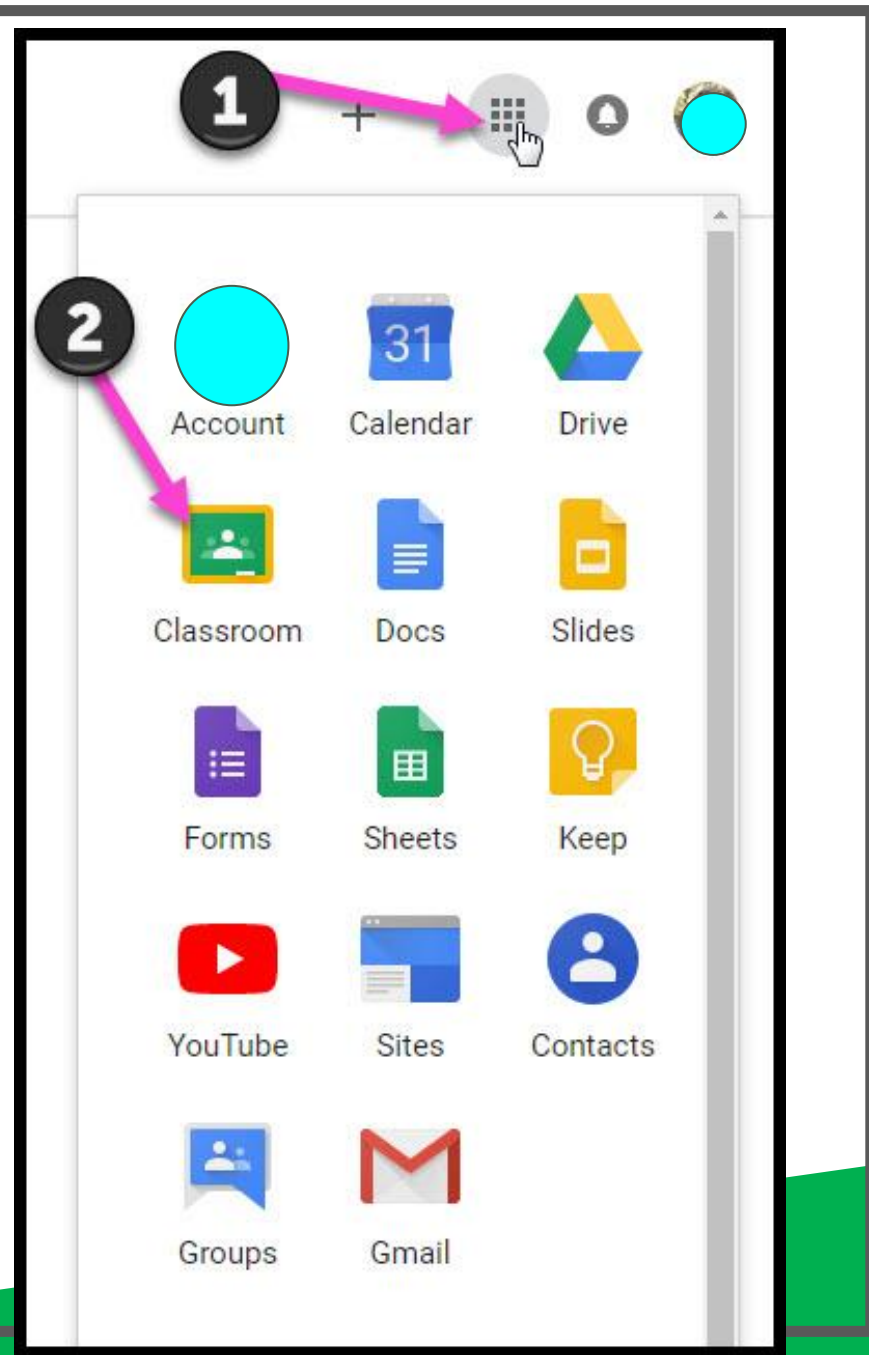 1
2
31
Account Calendar Drive
Classroom Docs Slides
Forms Sheets Keep
YouTube Sites Contacts
Groups Gmail